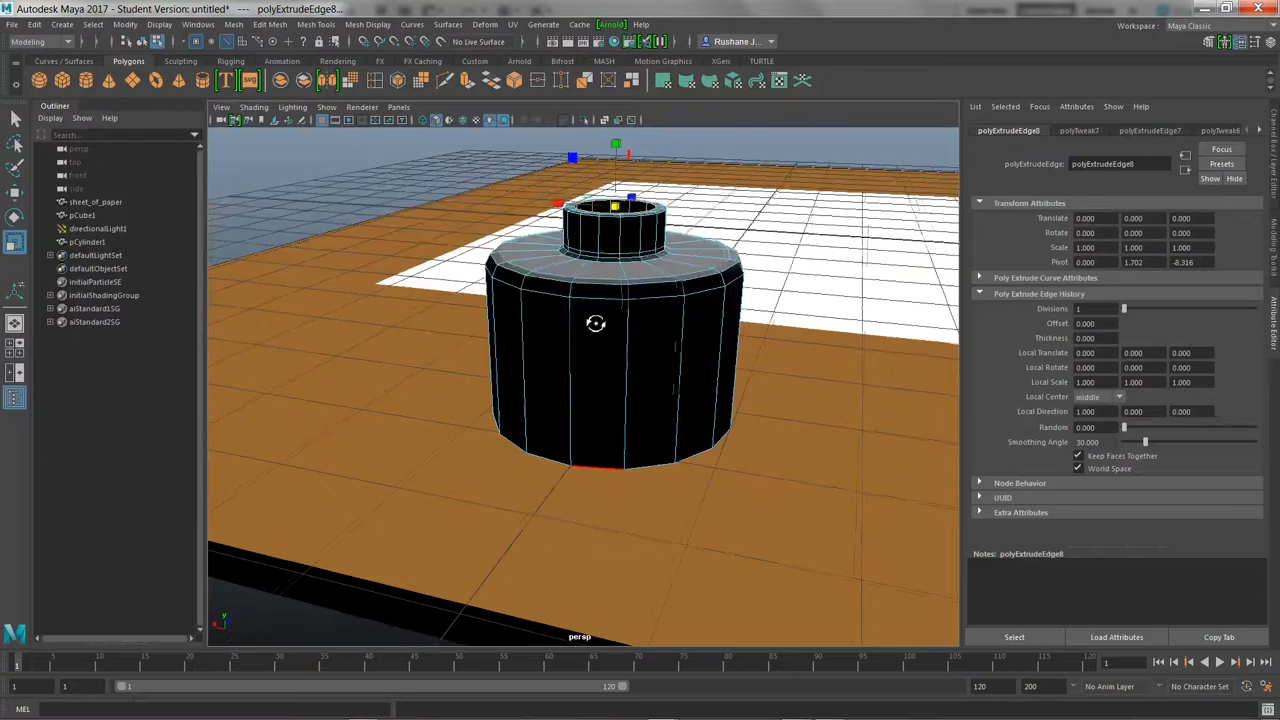 Autodesk Maya 2017 - Student Version: untitled*   ---   polyExtrudeEdge8...
File Edit Create Select Modify Display Windows Mesh Edit Mesh Mesh Tools Mesh Display Curves Surfaces Deform UV Generate Cache [Arnold] Help
Workspace : Maya Classic
Modeling No Live Surface Rushane J...
Curves / Surfaces Polygons Sculpting Rigging Animation Rendering FX FX Caching Custom Arnold Bifrost MASH Motion Graphics XGen TURTLE
T svg
Outliner
Display Show Help
Search...
persp
top
front
side
sheet_of_paper
pCube1
directionalLight1
pCylinder1
defaultLightSet
defaultObjectSet
initialParticleSE
initialShadingGroup
aiStandard1SG
aiStandard2SG
View Shading Lighting Show Renderer Panels
persp
List Selected Focus Attributes Show Help
polyExtrudeEdge8 polyTweak7 polyExtrudeEdge7 polyTweak6
polyExtrudeEdge: polyExtrudeEdge8
Focus
Presets
Show Hide
Transform Attributes
Translate 0.000 0.000 0.000
Rotate 0.000 0.000 0.000
Scale 1.000 1.000 1.000
Pivot 0.000 1.702 -8.316
Poly Extrude Curve Attributes
Poly Extrude Edge History
Divisions 1
Offset 0.000
Thickness 0.000
Local Translate 0.000 0.000 0.000
Local Rotate 0.000 0.000 0.000
Local Scale 1.000 1.000 1.000
Local Center middle
Local Direction 1.000 0.000 0.000
Random 0.000
Smoothing Angle 30.000
Keep Faces Together
World Space
Node Behavior
UUID
Extra Attributes
Notes: polyExtrudeEdge8
Select Load Attributes Copy Tab
Channel Box / Layer Editor
Modeling Toolkit
Attribute Editor
1 5 10 15 20 25 30 35 40 45 50 55 60 65 70 75 80 85 90 95 100 105 110 115 120 1
1 1 1 120 120 200 No Anim Layer No Character Set
MEL